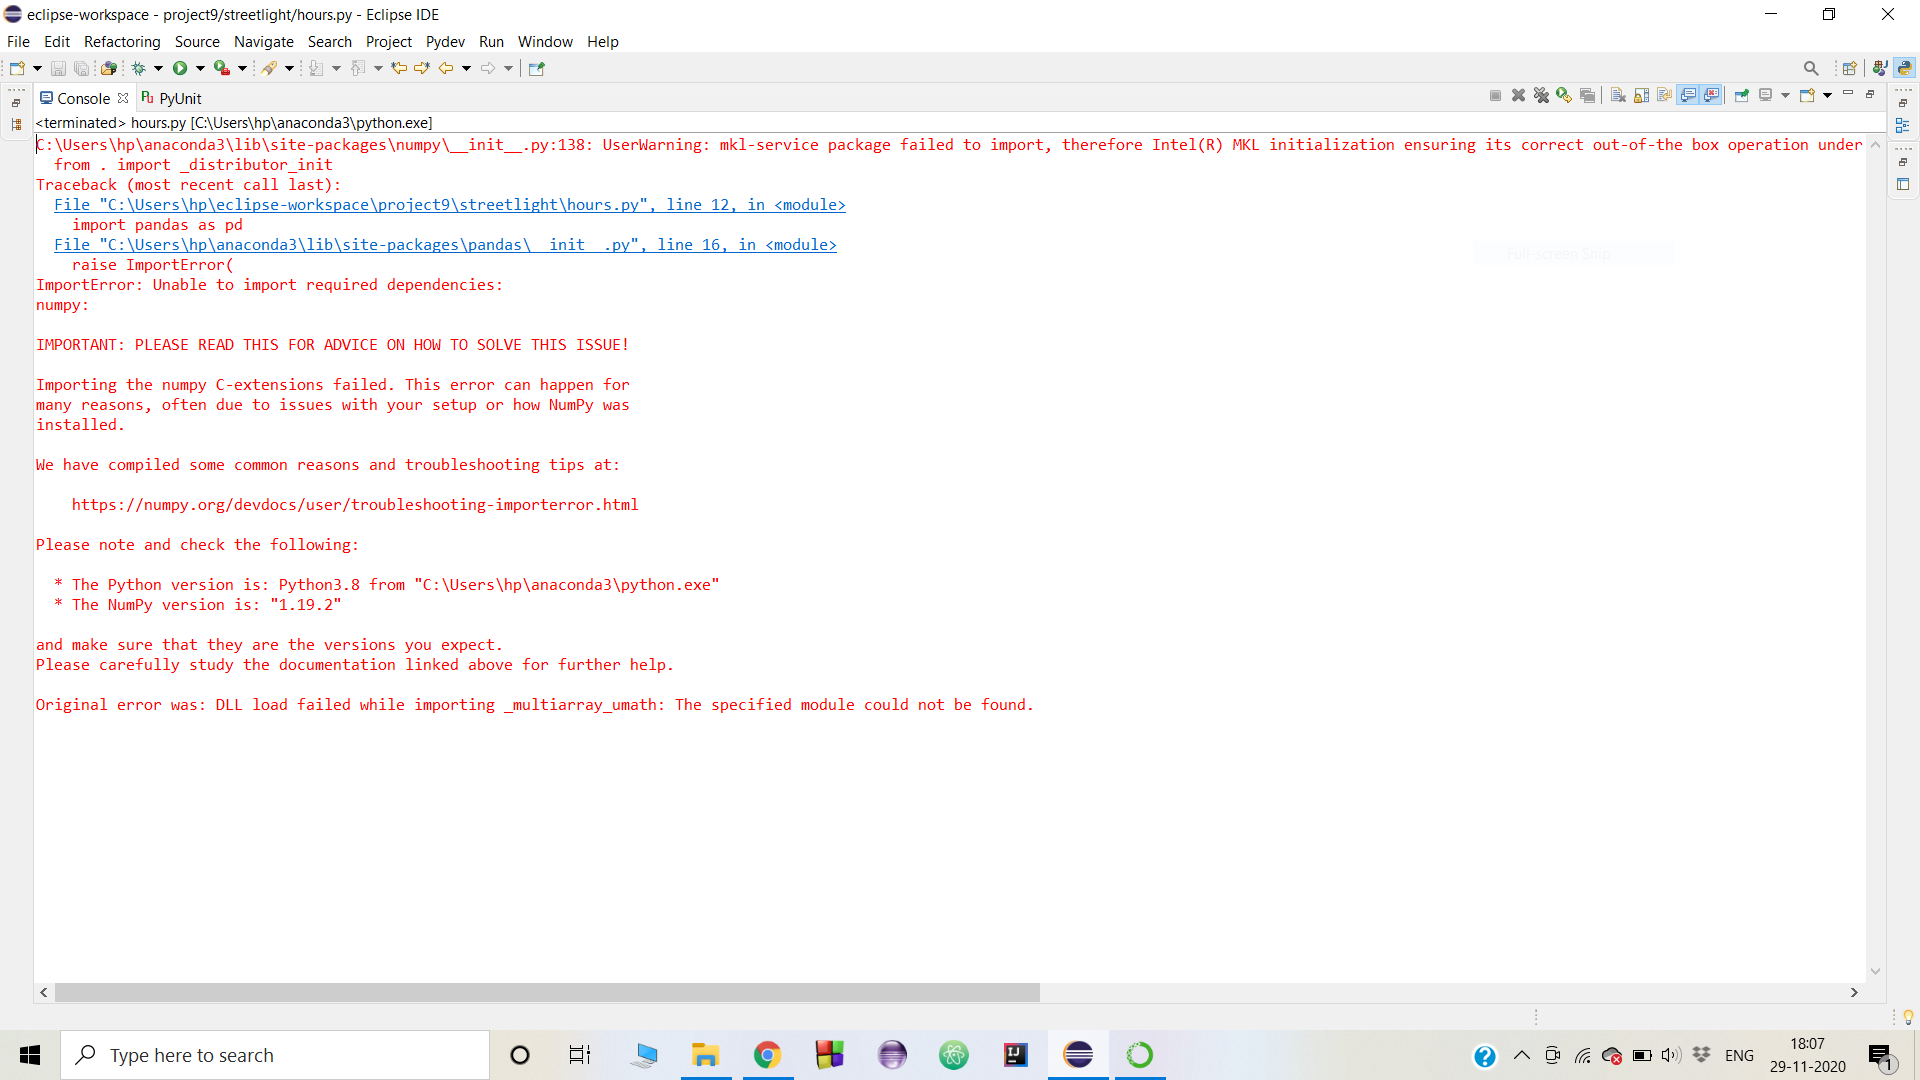 eclipse-workspace - project9/streetlight/hours.py - Eclipse IDE
File Edit Refactoring Source Navigate Search Project Pydev Run Window Help
Console PyUnit
<terminated> hours.py [C:\Users\hp\anaconda3\python.exe]
C:\Users\hp\anaconda3\lib\site-packages\numpy\__init__.py:138: UserWarning: mkl-service package failed to import, therefore Intel(R) MKL initialization ensuring its correct out-of-the box operation under
from . import _distributor_init
Traceback (most recent call last):
File "C:\Users\hp\eclipse-workspace\project9\streetlight\hours.py", line 12, in <module>
import pandas as pd
File "C:\Users\hp\anaconda3\lib\site-packages\pandas\__init__.py", line 16, in <module>
raise ImportError(
ImportError: Unable to import required dependencies:
numpy:
IMPORTANT: PLEASE READ THIS FOR ADVICE ON HOW TO SOLVE THIS ISSUE!
Importing the numpy C-extensions failed. This error can happen for
many reasons, often due to issues with your setup or how NumPy was
installed.
We have compiled some common reasons and troubleshooting tips at:
https://numpy.org/devdocs/user/troubleshooting-importerror.html
Please note and check the following:
* The Python version is: Python3.8 from "C:\Users\hp\anaconda3\python.exe"
* The NumPy version is: "1.19.2"
and make sure that they are the versions you expect.
Please carefully study the documentation linked above for further help.
Original error was: DLL load failed while importing _multiarray_umath: The specified module could not be found.
Type here to search
ENG
18:07
29-11-2020
1